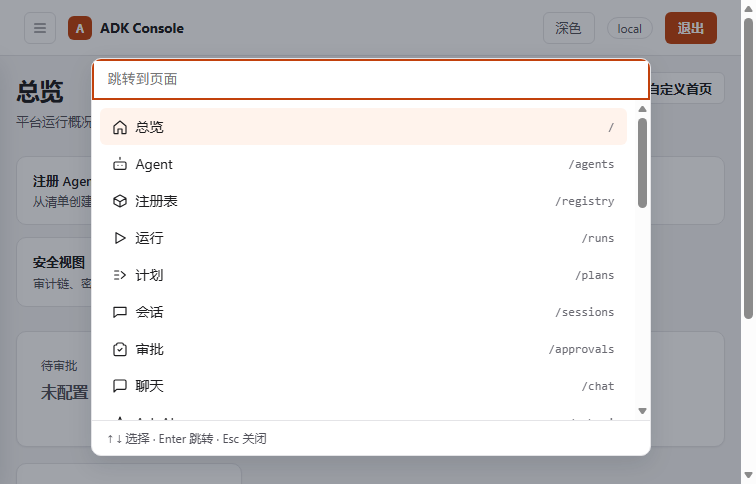 A ADK Console
深色
local
退出
总览
平台运行概况
自定义首页
注册 Agen
从清单创建
安全视图
审计链、密
待审批
未配置
跳转到页面
总览 /
Agent /agents
注册表 /registry
运行 /runs
计划 /plans
会话 /sessions
审批 /approvals
聊天 /chat
↑↓ 选择 · Enter 跳转 · Esc 关闭